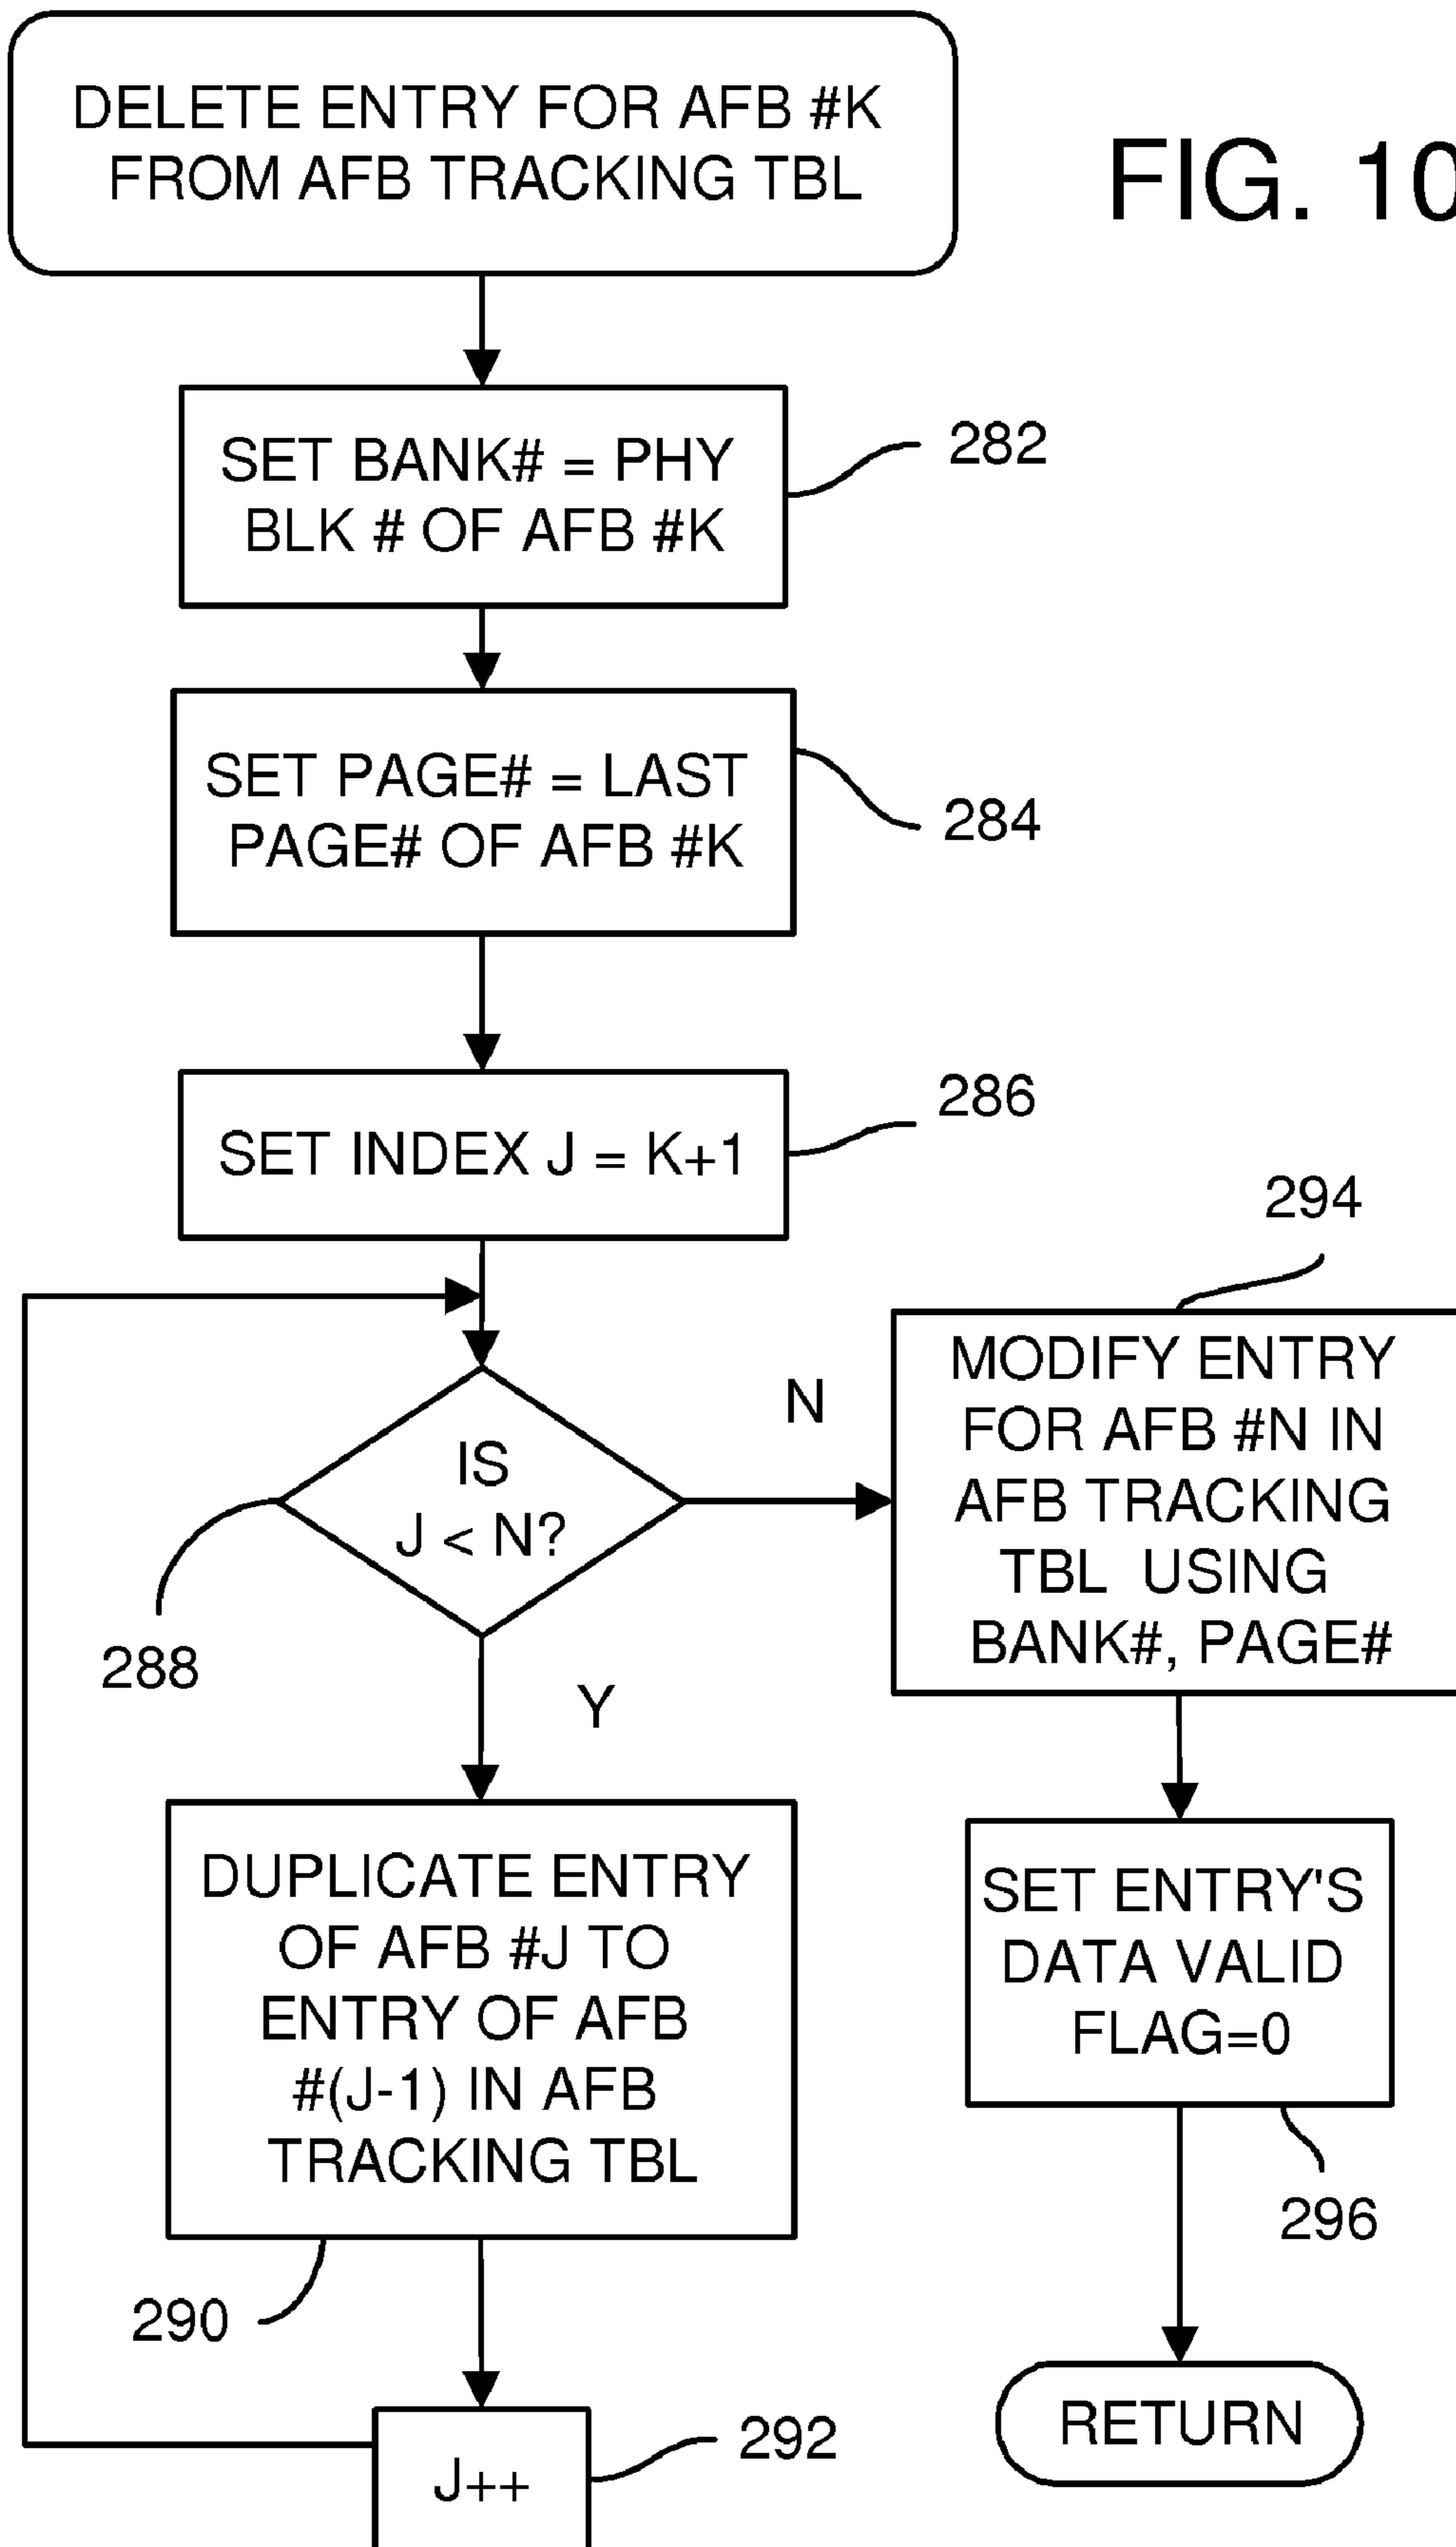 DELETE ENTRY FOR AFB #K
FROM AFB TRACKING TBL
FIG. 10
SET BANK# = PHY
BLK # OF AFB #K
282
SET PAGE# = LAST
PAGE# OF AFB #K
284
SET INDEX J = K+1
286
IS
J < N?
288
N
Y
294
MODIFY ENTRY
FOR AFB #N IN
AFB TRACKING
TBL USING
BANK#, PAGE#
DUPLICATE ENTRY
OF AFB #J TO
ENTRY OF AFB
#(J-1) IN AFB
TRACKING TBL
290
SET ENTRY'S
DATA VALID
FLAG=0
296
J++
292
RETURN